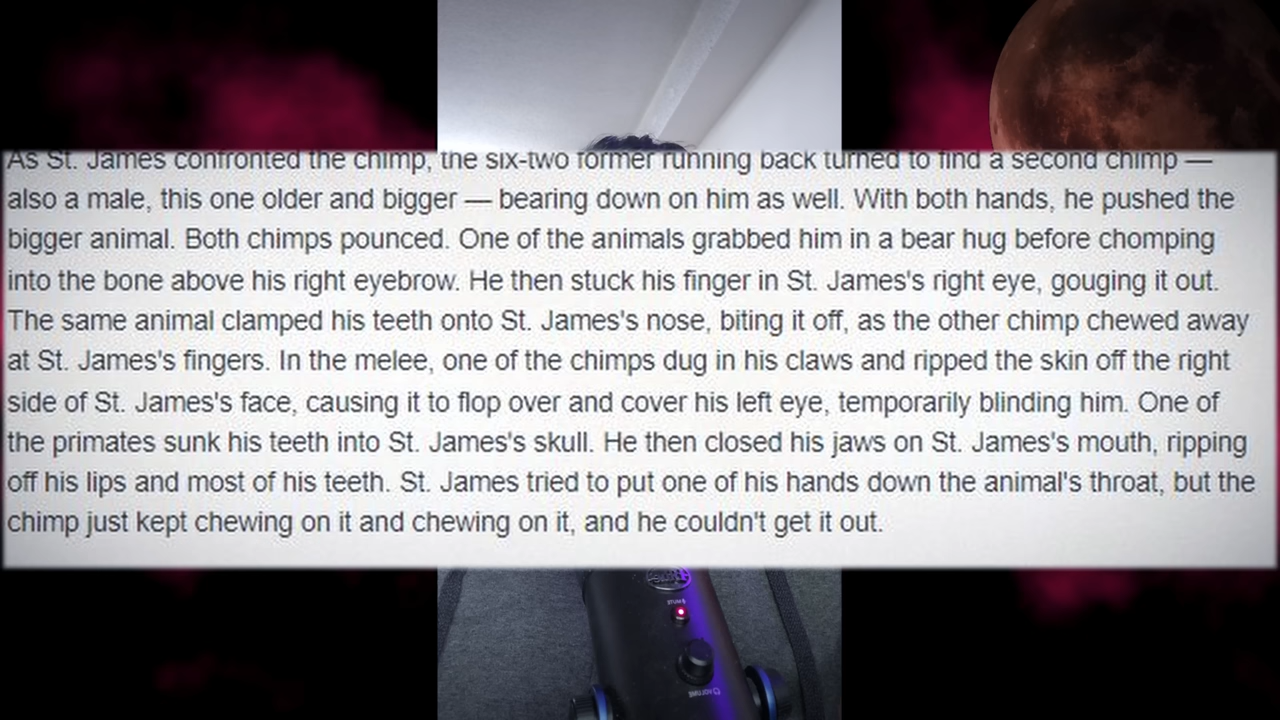 As St. James confronted the chimp, the six-two former running back turned to find a second chimp —
also a male, this one older and bigger — bearing down on him as well. With both hands, he pushed the
bigger animal. Both chimps pounced. One of the animals grabbed him in a bear hug before chomping
into the bone above his right eyebrow. He then stuck his finger in St. James's right eye, gouging it out.
The same animal clamped his teeth onto St. James's nose, biting it off, as the other chimp chewed away
at St. James's fingers. In the melee, one of the chimps dug in his claws and ripped the skin off the right
side of St. James's face, causing it to flop over and cover his left eye, temporarily blinding him. One of
the primates sunk his teeth into St. James's skull. He then closed his jaws on St. James's mouth, ripping
off his lips and most of his teeth. St. James tried to put one of his hands down the animal's throat, but the
chimp just kept chewing on it and chewing on it, and he couldn't get it out.